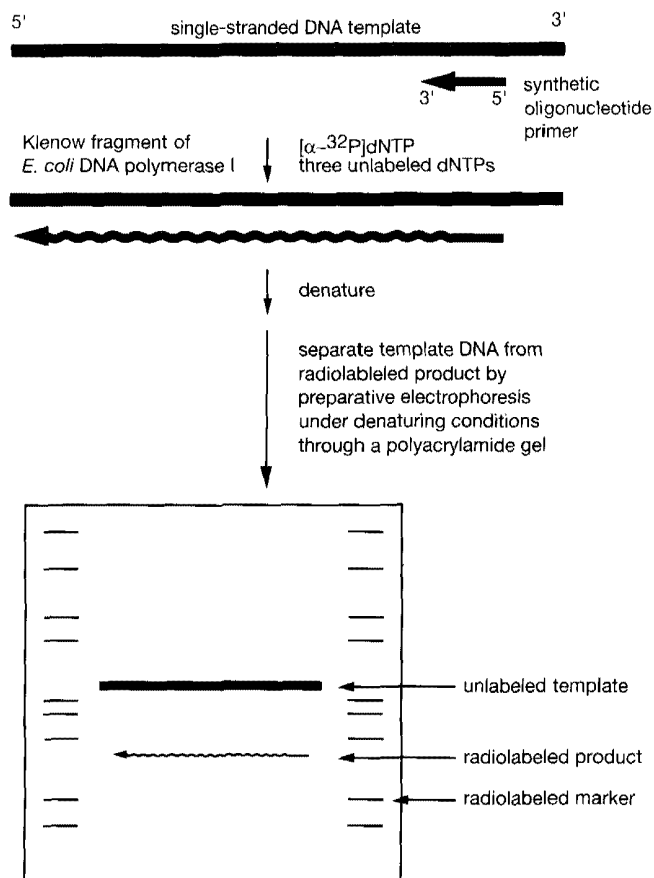 5'
3'
single-stranded DNA template
3'
5'
synthetic
oligonucleotide
primer
Klenow fragment of
E. coli DNA polymerase I
[α-³²P]dNTP
three unlabeled dNTPs
denature
separate template DNA from
radiolableled product by
preparative electrophoresis
under denaturing conditions
through a polyacrylamide gel
unlabeled template
radiolabeled product
radiolabeled marker